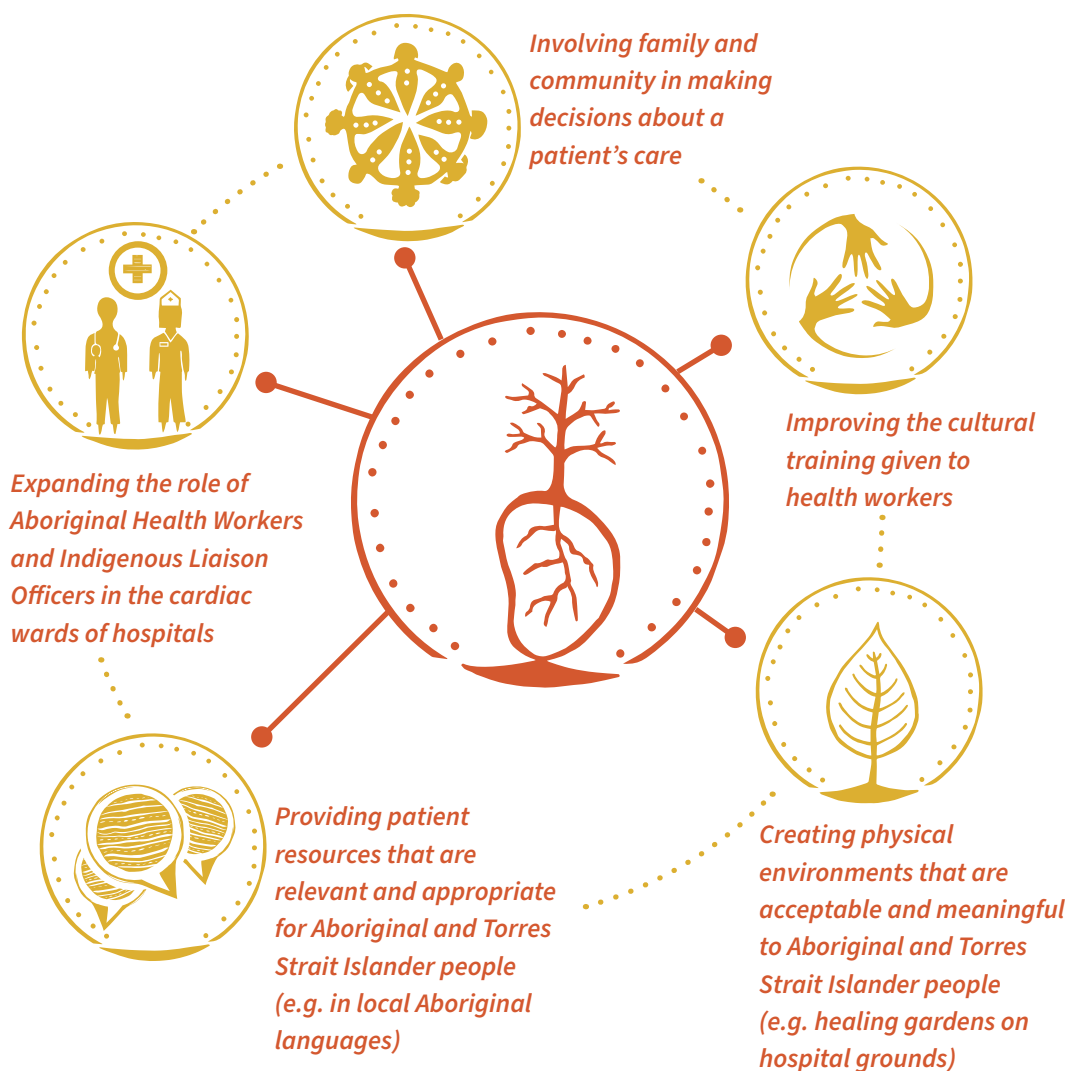 Involving family and
community in making
decisions about a
patient's care
Improving the cultural
training given to
health workers
Expanding the role of
Aboriginal Health Workers
and Indigenous Liaison
Officers in the cardiac
wards of hospitals
Providing patient
resources that are
relevant and appropriate
for Aboriginal and Torres
Strait Islander people
(e.g. in local Aboriginal
languages)
Creating physical
environments that are
acceptable and meaningful
to Aboriginal and Torres
Strait Islander people
(e.g. healing gardens on
hospital grounds)